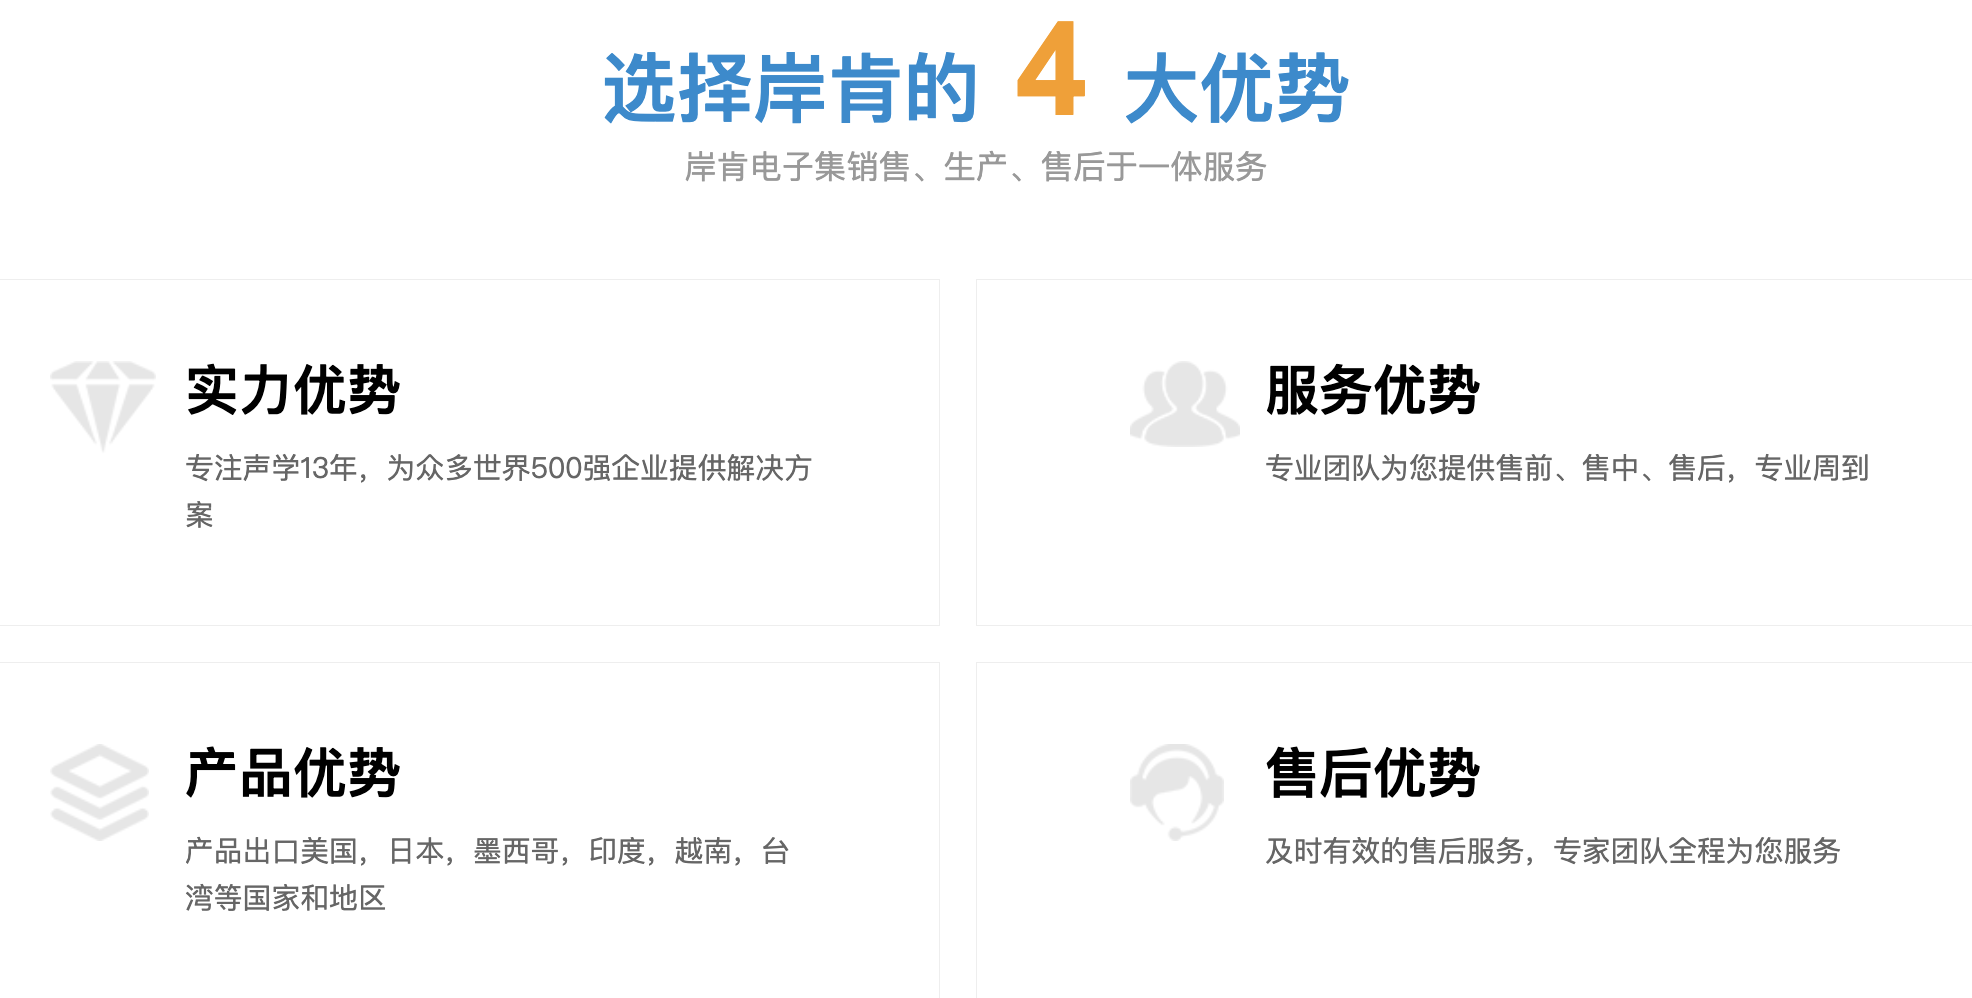 选择岸肯的 4 大优势
岸肯电子集销售、生产、售后于一体服务
实力优势
专注声学13年，为众多世界500强企业提供解决方
案
服务优势
专业团队为您提供售前、售中、售后，专业周到
产品优势
产品出口美国，日本，墨西哥，印度，越南，台
湾等国家和地区
售后优势
及时有效的售后服务，专家团队全程为您服务